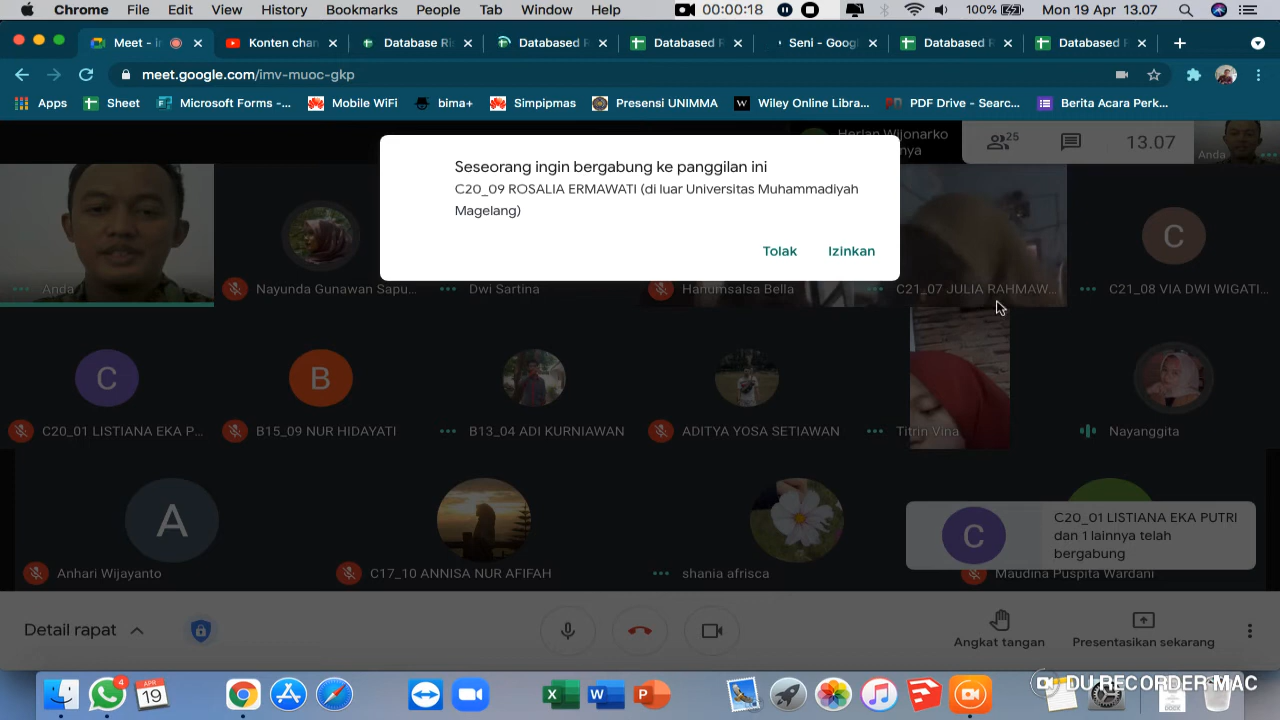 Chrome File Edit View History Bookmarks People Tab Window Help 00:00:18 100% Mon 19 Apr 13.07
Meet - i Konten chan Database Ris Databased R Databased R Seni - Googl Databased R Databased R
meet.google.com/imv-muoc-gkp
Apps Sheet Microsoft Forms -... Mobile WiFi bima+ Simpipmas Presensi UNIMMA Wiley Online Libra... PDF Drive - Searc... Berita Acara Perk...
Herlan Wijonarko
nya
25 13.07 Anda
Seseorang ingin bergabung ke panggilan ini
C20_09 ROSALIA ERMAWATI (di luar Universitas Muhammadiyah
Magelang)
Tolak Izinkan
C
Anda Nayunda Gunawan Sapu... Dwi Sartina Hanumsalsa Bella C21_07 JULIA RAHMAW... C21_08 VIA DWI WIGATI...
C B
C20_01 LISTIANA EKA P... B15_09 NUR HIDAYATI B13_04 ADI KURNIAWAN ADITYA YOSA SETIAWAN Titrin Vina Nayanggita
A
C
C20_01 LISTIANA EKA PUTRI
dan 1 lainnya telah
bergabung
Anhari Wijayanto C17_10 ANNISA NUR AFIFAH shania afrisca Maudina Puspita Wardani
Detail rapat Angkat tangan Presentasikan sekarang
4
APR
19
X W P
DU RECORDER MAC